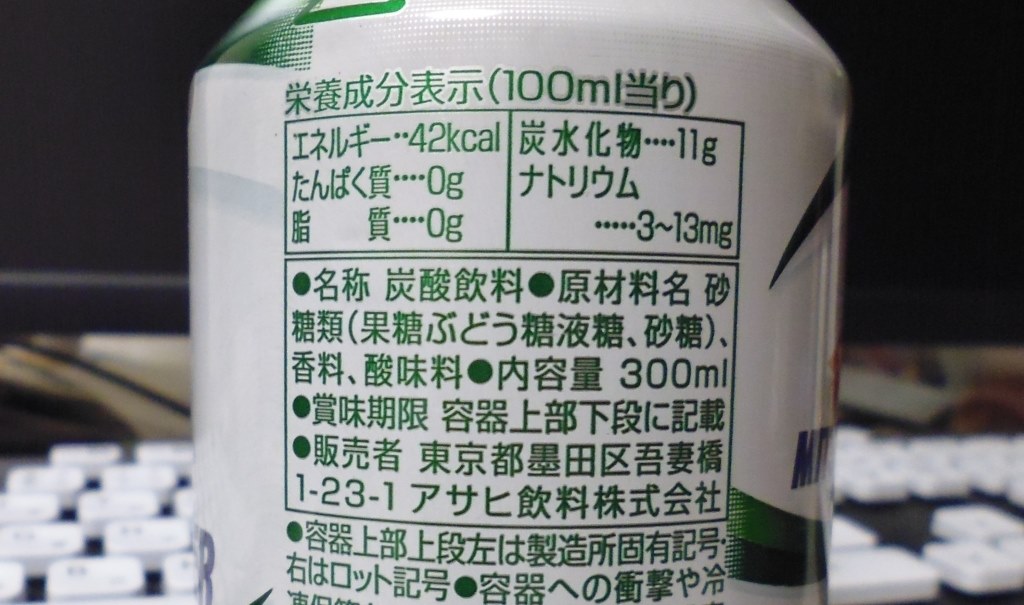 栄養成分表示(100ml当り)
エネルギー‥42kcal
たんぱく質‥‥0g
脂 質‥‥0g
炭水化物‥‥11g
ナトリウム
‥‥‥3~13mg
●名称 炭酸飲料●原材料名 砂
糖類(果糖ぶどう糖液糖、砂糖)、
香料、酸味料●内容量 300ml
●賞味期限 容器上部下段に記載
●販売者 東京都墨田区吾妻橋
1-23-1 アサヒ飲料株式会社
●容器上部上段左は製造所固有記号・
右はロット記号●容器への衝撃や冷